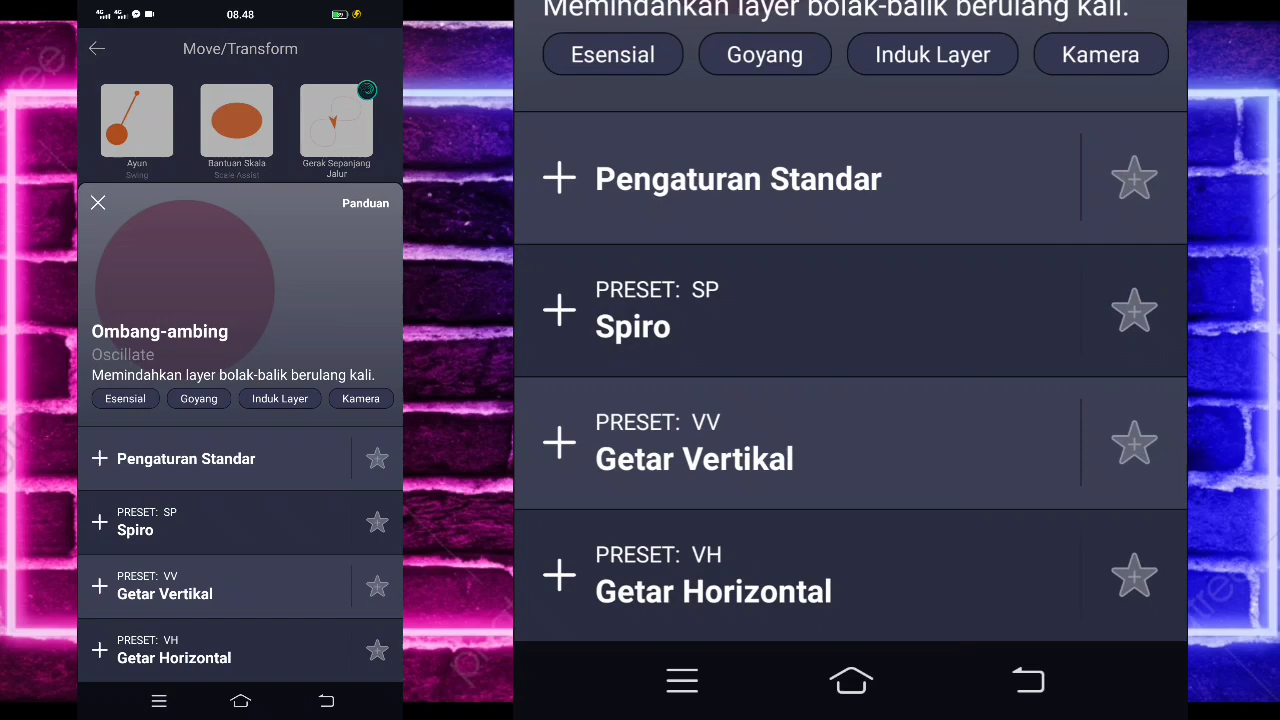 4G 4G
08.48
Move/Transform
Ayun
Swing
Bantuan Skala
Scale Assist
Gerak Sepanjang
Jalur
Panduan
Ombang-ambing
Oscillate
Memindahkan layer bolak-balik berulang kali.
Esensial
Goyang
Induk Layer
Kamera
Pengaturan Standar
PRESET: SP
Spiro
PRESET: VV
Getar Vertikal
PRESET: VH
Getar Horizontal
Memindahkan layer bolak-balik berulang kali.
Esensial
Goyang
Induk Layer
Kamera
Pengaturan Standar
PRESET: SP
Spiro
PRESET: VV
Getar Vertikal
PRESET: VH
Getar Horizontal